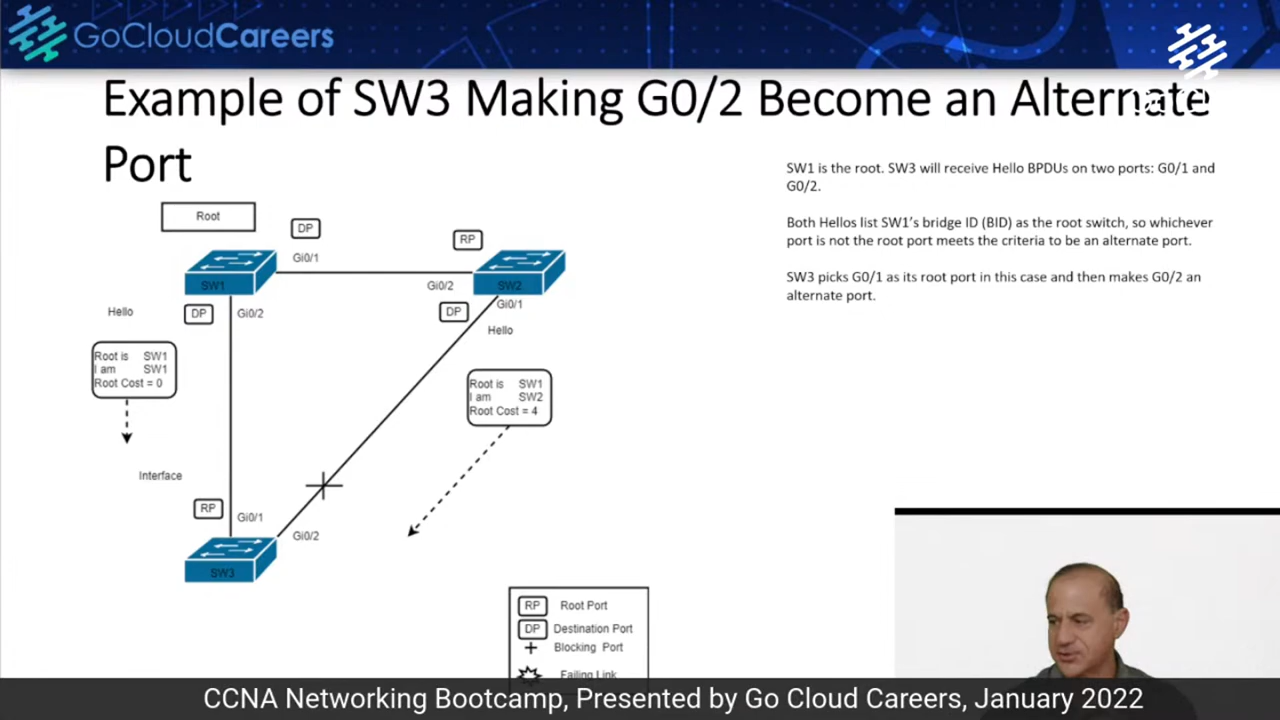 GoCloudCareers
Example of SW3 Making G0/2 Become an Alternate
Port
SW1 is the root. SW3 will receive Hello BPDUs on two ports: G0/1 and
G0/2.
Both Hellos list SW1's bridge ID (BID) as the root switch, so whichever
port is not the root port meets the criteria to be an alternate port.
SW3 picks G0/1 as its root port in this case and then makes G0/2 an
alternate port.
Root
DP
RP
Gi0/1
SW1
Gi0/2
SW2
Hello
DP
Gi0/2
DP
Gi0/1
Hello
Root is SW1
I am SW1
Root Cost = 0
Root is SW1
I am SW2
Root Cost = 4
Interface
RP
Gi0/1
Gi0/2
SW3
RP Root Port
DP Destination Port
+ Blocking Port
Failing Link
CCNA Networking Bootcamp, Presented by Go Cloud Careers, January 2022